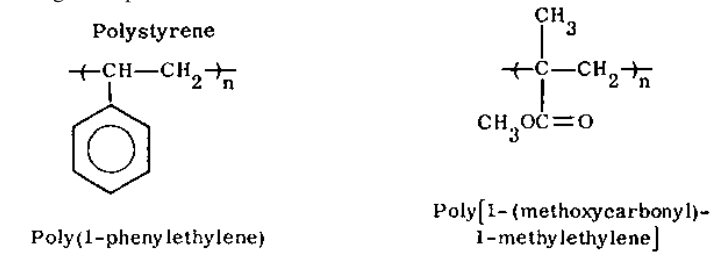 Polystyrene
CH—CH2 n
Poly(1-phenylethylene)
CH3
C—CH2 n
CH3OC=O
Poly[1-(methoxycarbonyl)-
1-methylethylene]